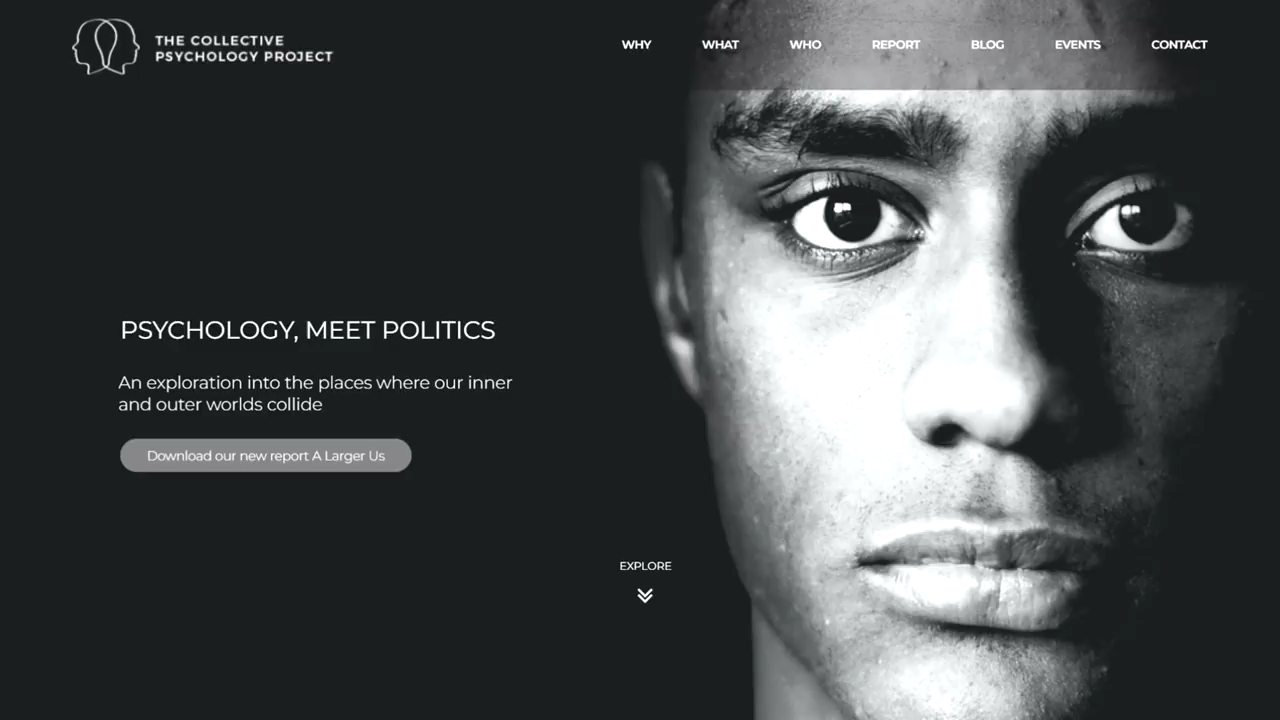 THE COLLECTIVE
PSYCHOLOGY PROJECT
WHY WHAT WHO REPORT BLOG EVENTS CONTACT
PSYCHOLOGY, MEET POLITICS
An exploration into the places where our inner
and outer worlds collide
Download our new report A Larger Us
EXPLORE